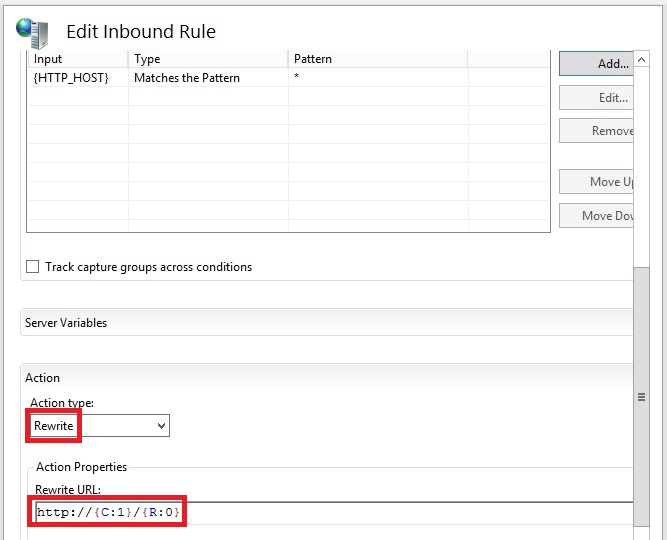 Edit Inbound Rule
Input Type Pattern
{HTTP_HOST} Matches the Pattern *
Add...
Edit...
Remove
Move Up
Move Dow
Track capture groups across conditions
Server Variables
Action
Action type:
Rewrite
Action Properties
Rewrite URL:
http://{C:1}/{R:0}